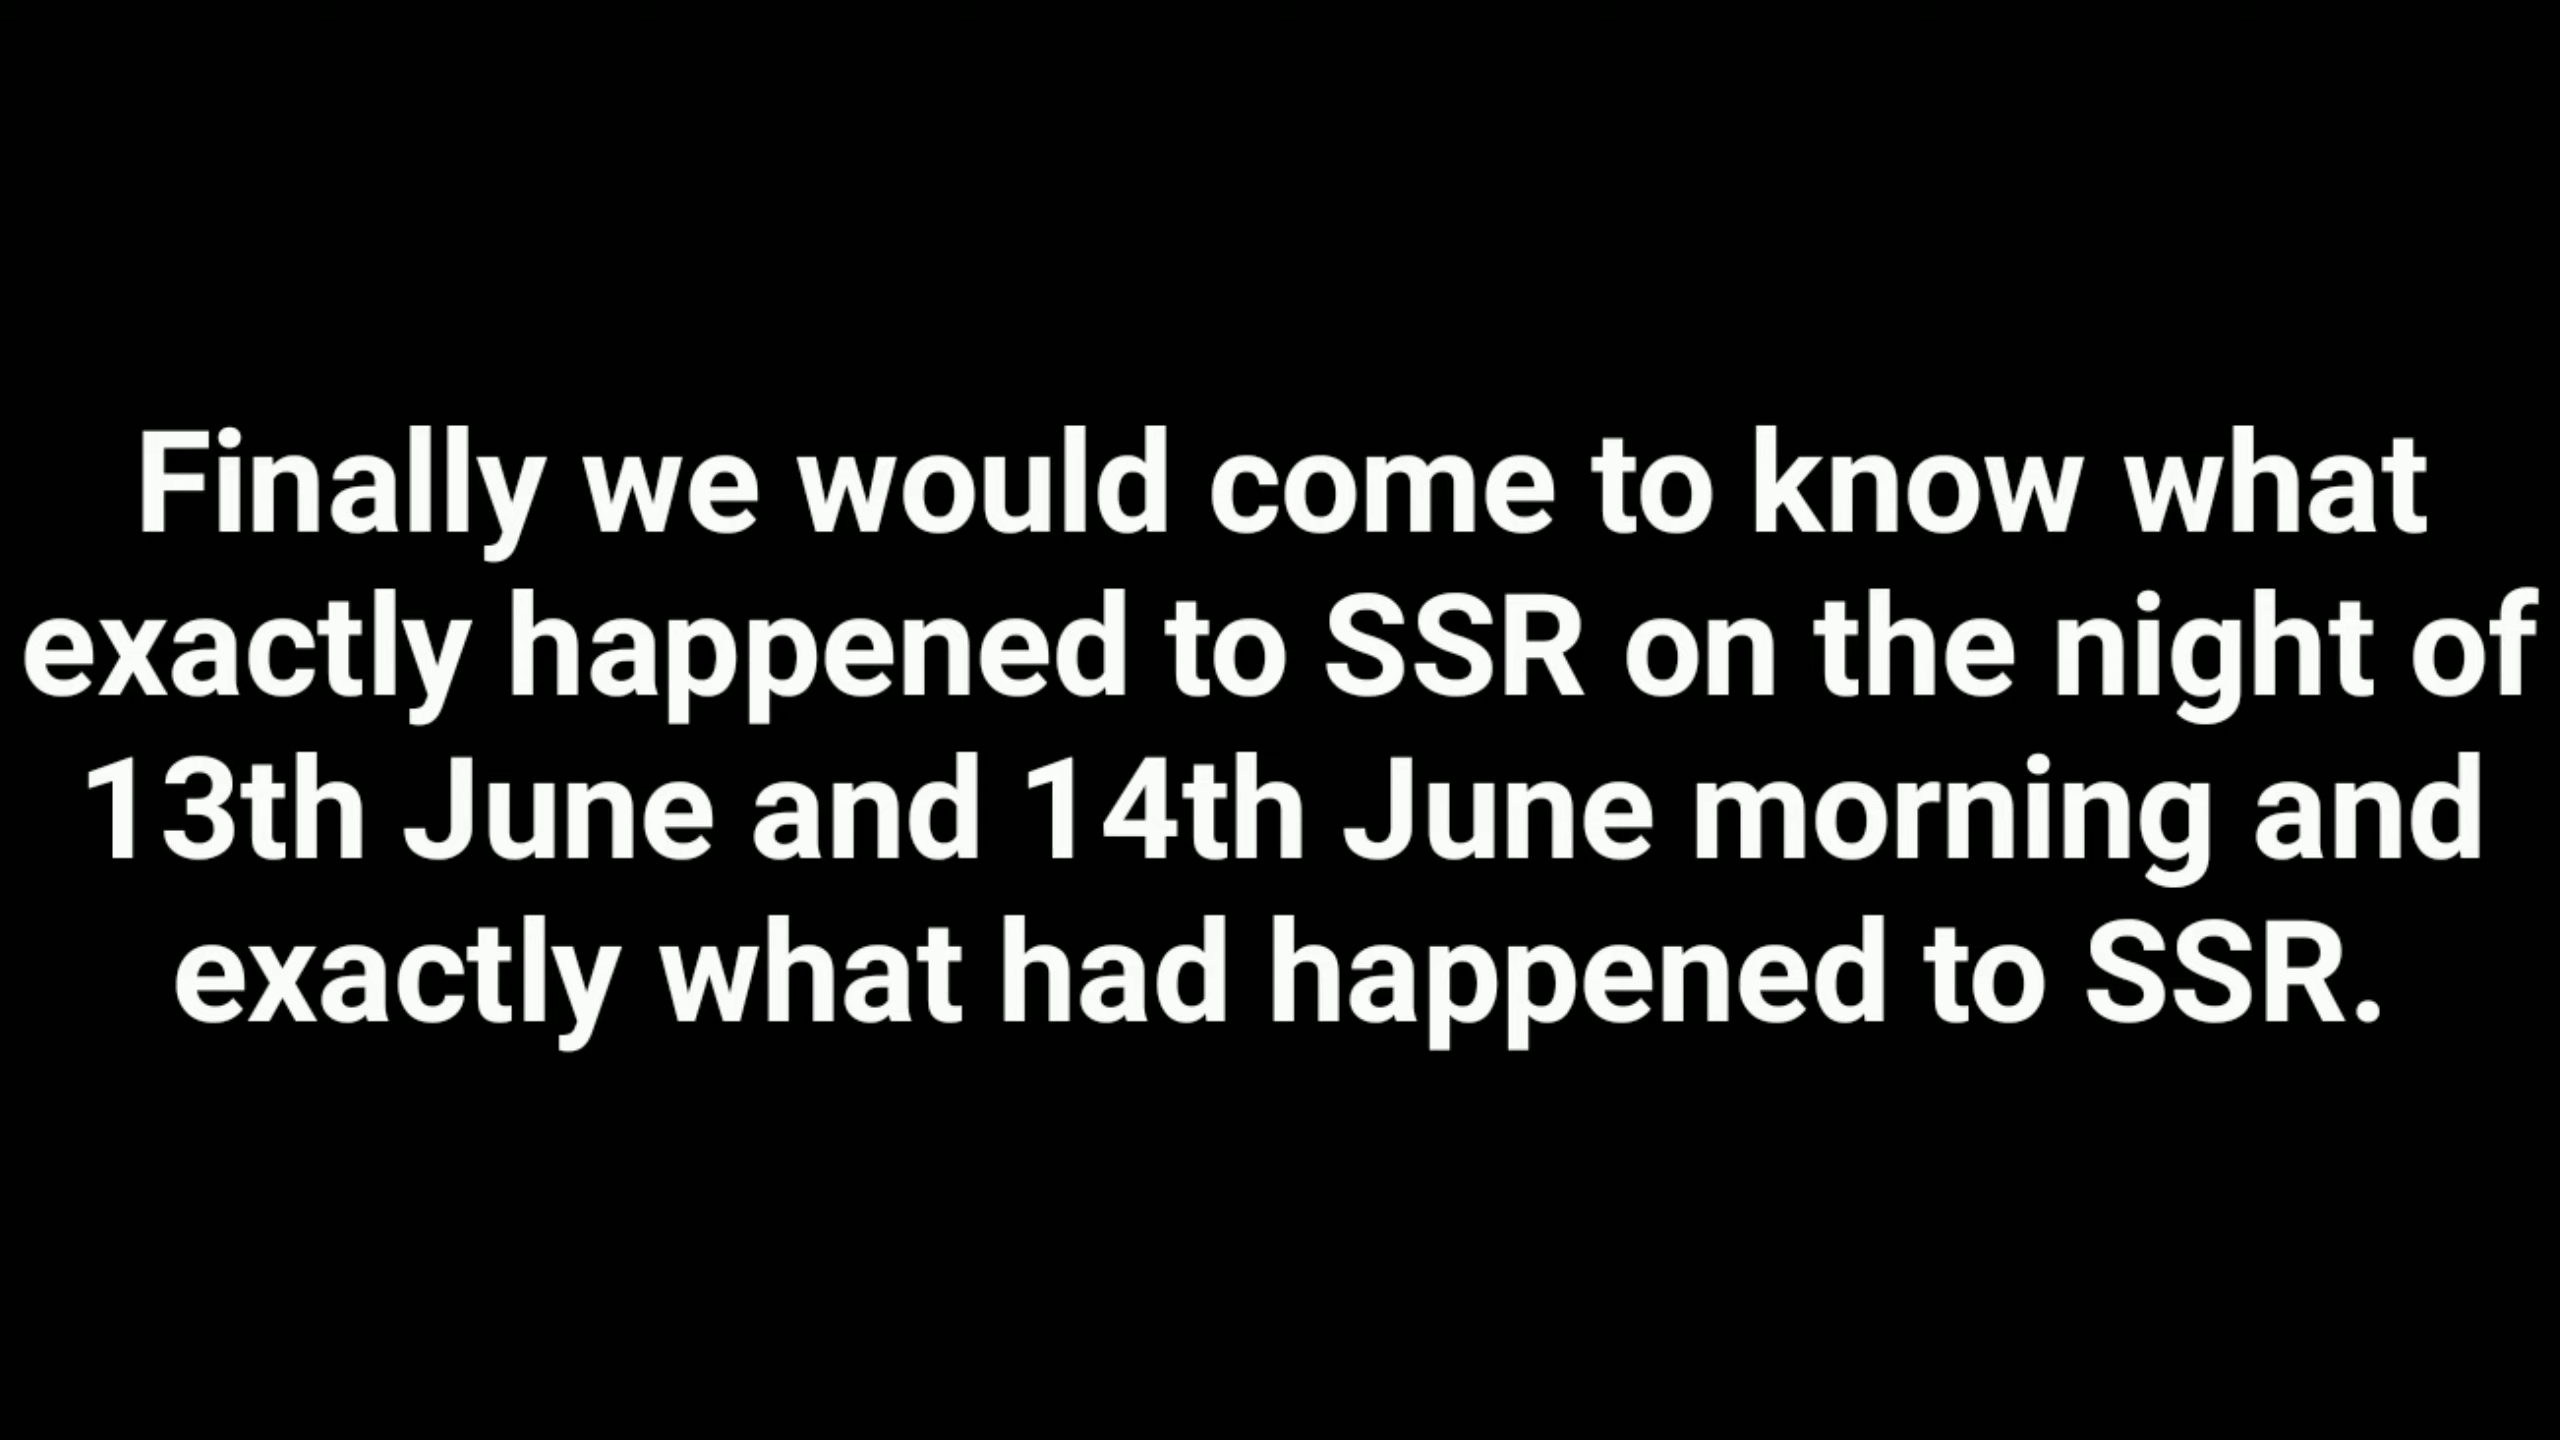 Finally we would come to know what
exactly happened to SSR on the night of
13th June and 14th June morning and
exactly what had happened to SSR.